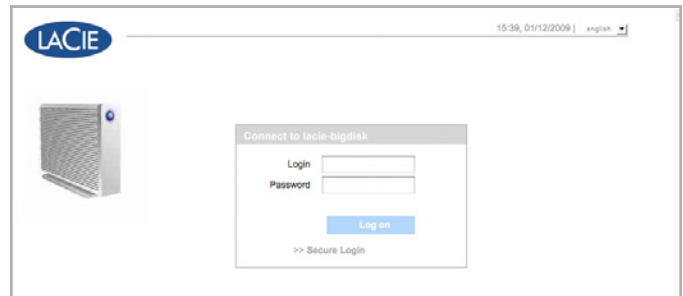 LACIE
15:39, 01/12/2009 | english
Connect to lacie-bigdisk
Login
Password
Log on
>> Secure Login